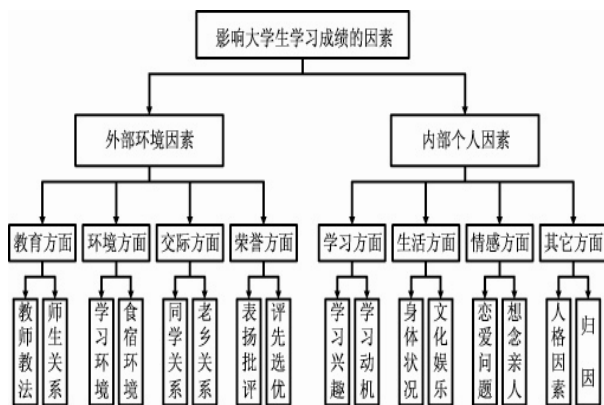 影响大学生学习成绩的因素
外部环境因素
内部个人因素
教育方面
环境方面
交际方面
荣誉方面
学习方面
生活方面
情感方面
其它方面
教师教法
师生关系
学习环境
食宿环境
同学关系
老乡关系
表扬批评
评先选优
学习兴趣
学习动机
身体状况
文化娱乐
恋爱问题
想念亲人
人格因素
归因